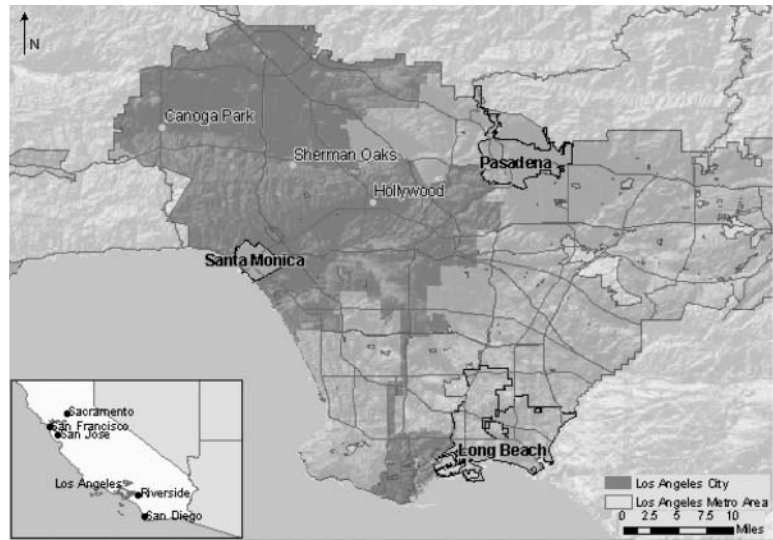 N
Canoga Park
Sherman Oaks
Pasadena
Hollywood
Santa Monica
Long Beach
Sacramento
San Francisco
San Jose
Los Angeles
Riverside
San Diego
Los Angeles City
Los Angeles Metro Area
0 2.5 5 7.5 10
Miles